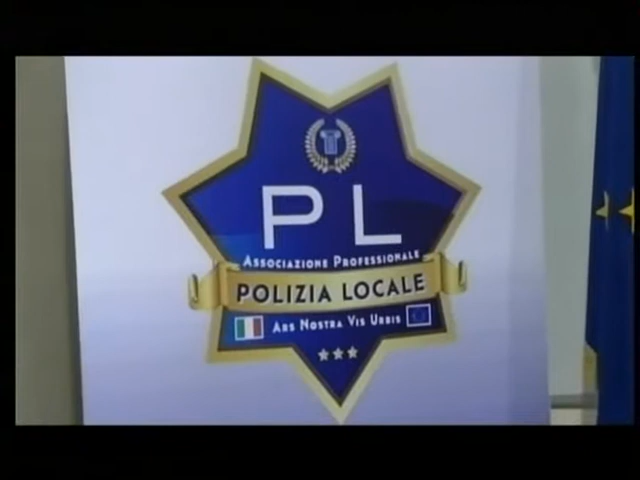 PL
ASSOCIAZIONE PROFESSIONALE
POLIZIA LOCALE
ARS NOSTRA VIS URBIS